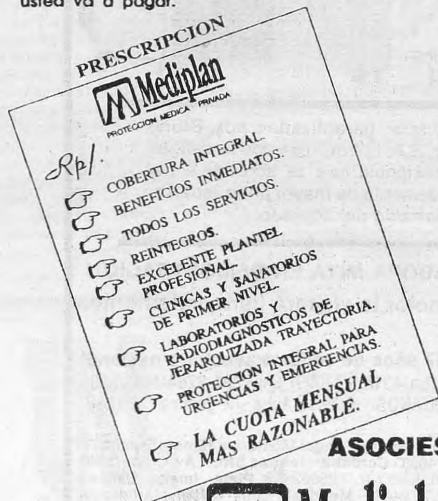 usted va a pagar.
PRESCRIPCION
Mediplan
PROTECCION MEDICA PRIVADA
Rp/
COBERTURA INTEGRAL.
BENEFICIOS INMEDIATOS.
TODOS LOS SERVICIOS.
REINTEGROS.
EXCELENTE PLANTEL
PROFESIONAL.
CLINICAS Y SANATORIOS
DE PRIMER NIVEL.
LABORATORIOS Y
RADIODIAGNOSTICOS DE
JERARQUIZADA TRAYECTORIA.
PROTECCION INTEGRAL PARA
URGENCIAS Y EMERGENCIAS.
LA CUOTA MENSUAL
MAS RAZONABLE.
ASOCIES